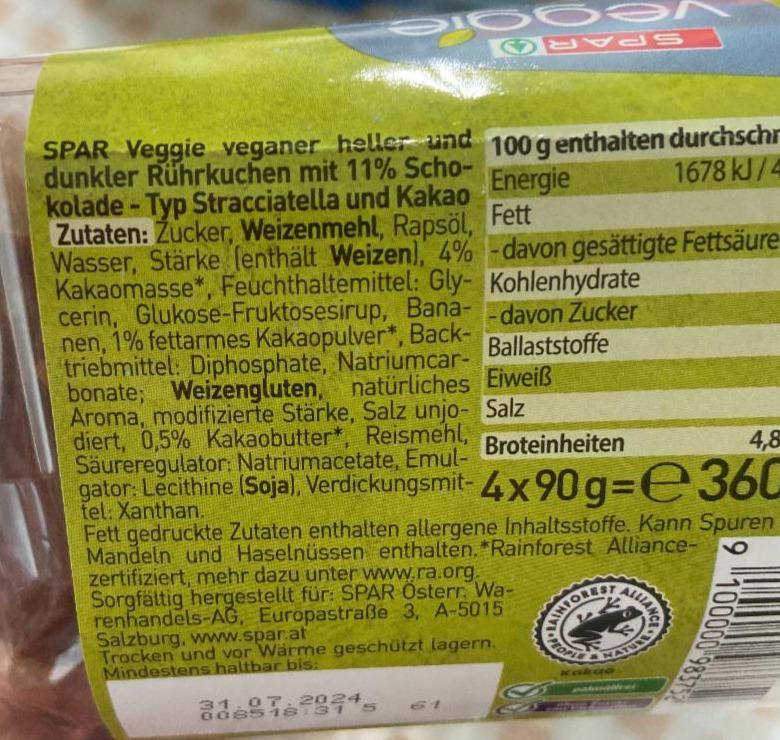 veggie
SPAR
SPAR Veggie veganer heller und
dunkler Rührkuchen mit 11% Scho-
kolade - Typ Stracciatella und Kakao
Zutaten: Zucker, Weizenmehl, Rapsöl,
Wasser, Stärke (enthält Weizen), 4%
Kakaomasse*, Feuchthaltemittel: Gly-
cerin, Glukose-Fruktosesirup, Bana-
nen, 1% fettarmes Kakaopulver*, Back-
triebmittel: Diphosphate, Natriumcar-
bonate; Weizengluten, natürliches
Aroma, modifizierte Stärke, Salz unjo-
diert, 0,5% Kakaobutter*, Reismehl,
Säureregulator: Natriumacetate, Emul-
gator: Lecithine (Soja), Verdickungsmit-
tel: Xanthan.
Fett gedruckte Zutaten enthalten allergene Inhaltsstoffe. Kann Spuren
Mandeln und Haselnüssen enthalten. *Rainforest Alliance-
zertifiziert, mehr dazu unter www.ra.org.
Sorgfältig hergestellt für: SPAR Österr. Wa-
renhandels-AG, Europastraße 3, A-5015
Salzburg, www.spar.at
Trocken und vor Wärme geschützt lagern.
Mindestens haltbar bis:
31.07.2024
008518:31 5 61
100 g enthalten durchschn
Energie 1678 kJ / 4
Fett
- davon gesättigte Fettsäure
Kohlenhydrate
- davon Zucker
Ballaststoffe
Eiweiß
Salz
Broteinheiten 4,8
4x90g=e 360
RAINFOREST ALLIANCE
PEOPLE & NATURE
Kakao
palmölfrei
9 100000 983752